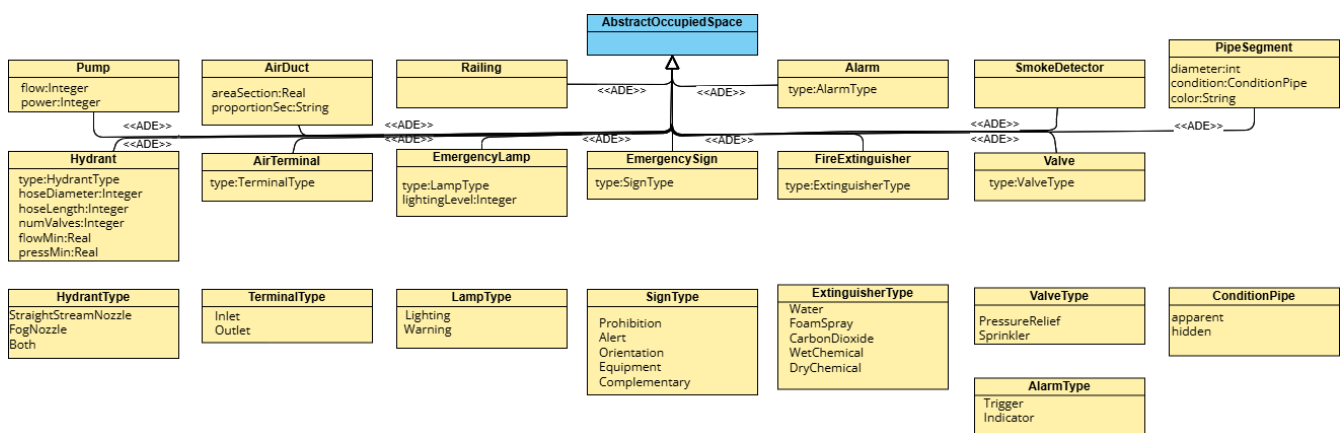 AbstractOccupiedSpace
Pump
flow:Integer
power:Integer
AirDuct
areaSection:Real
proportionSec:String
Railing
Alarm
type:AlarmType
SmokeDetector
PipeSegment
diameter:int
condition:ConditionPipe
color:String
<<ADE>>
<<ADE>>
<<ADE>>
<<ADE>>
<<ADE>>
<<ADE>>
<<ADE>>
<<ADE>>
<<ADE>>
<<ADE>>
<<ADE>>
<<ADE>>
Hydrant
type:HydrantType
hoseDiameter:Integer
hoseLength:Integer
numValves:Integer
flowMin:Real
pressMin:Real
AirTerminal
type:TerminalType
EmergencyLamp
type:LampType
lightingLevel:Integer
EmergencySign
type:SignType
FireExtinguisher
type:ExtinguisherType
Valve
type:ValveType
HydrantType
StraightStreamNozzle
FogNozzle
Both
TerminalType
Inlet
Outlet
LampType
Lighting
Warning
SignType
Prohibition
Alert
Orientation
Equipment
Complementary
ExtinguisherType
Water
FoamSpray
CarbonDioxide
WetChemical
DryChemical
ValveType
PressureRelief
Sprinkler
ConditionPipe
apparent
hidden
AlarmType
Trigger
Indicator